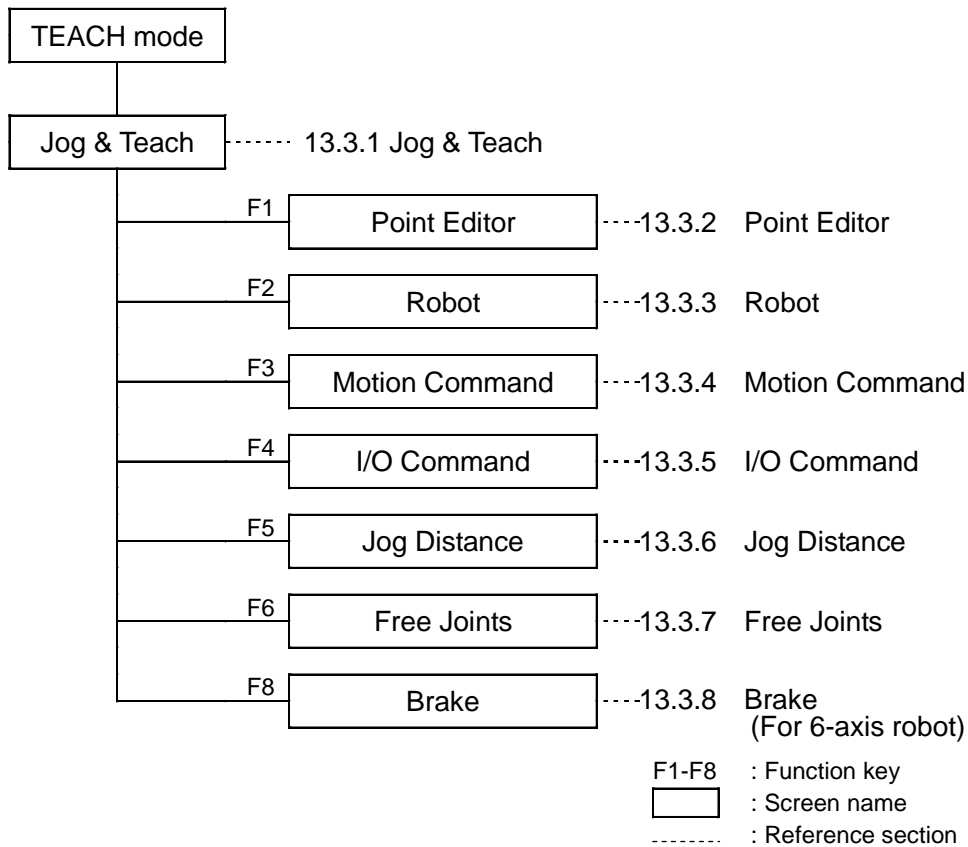 TEACH mode
Jog & Teach 13.3.1 Jog & Teach
F1 Point Editor 13.3.2 Point Editor
F2 Robot 13.3.3 Robot
F3 Motion Command 13.3.4 Motion Command
F4 I/O Command 13.3.5 I/O Command
F5 Jog Distance 13.3.6 Jog Distance
F6 Free Joints 13.3.7 Free Joints
F8 Brake 13.3.8 Brake
(For 6-axis robot)
F1-F8 : Function key
: Screen name
: Reference section